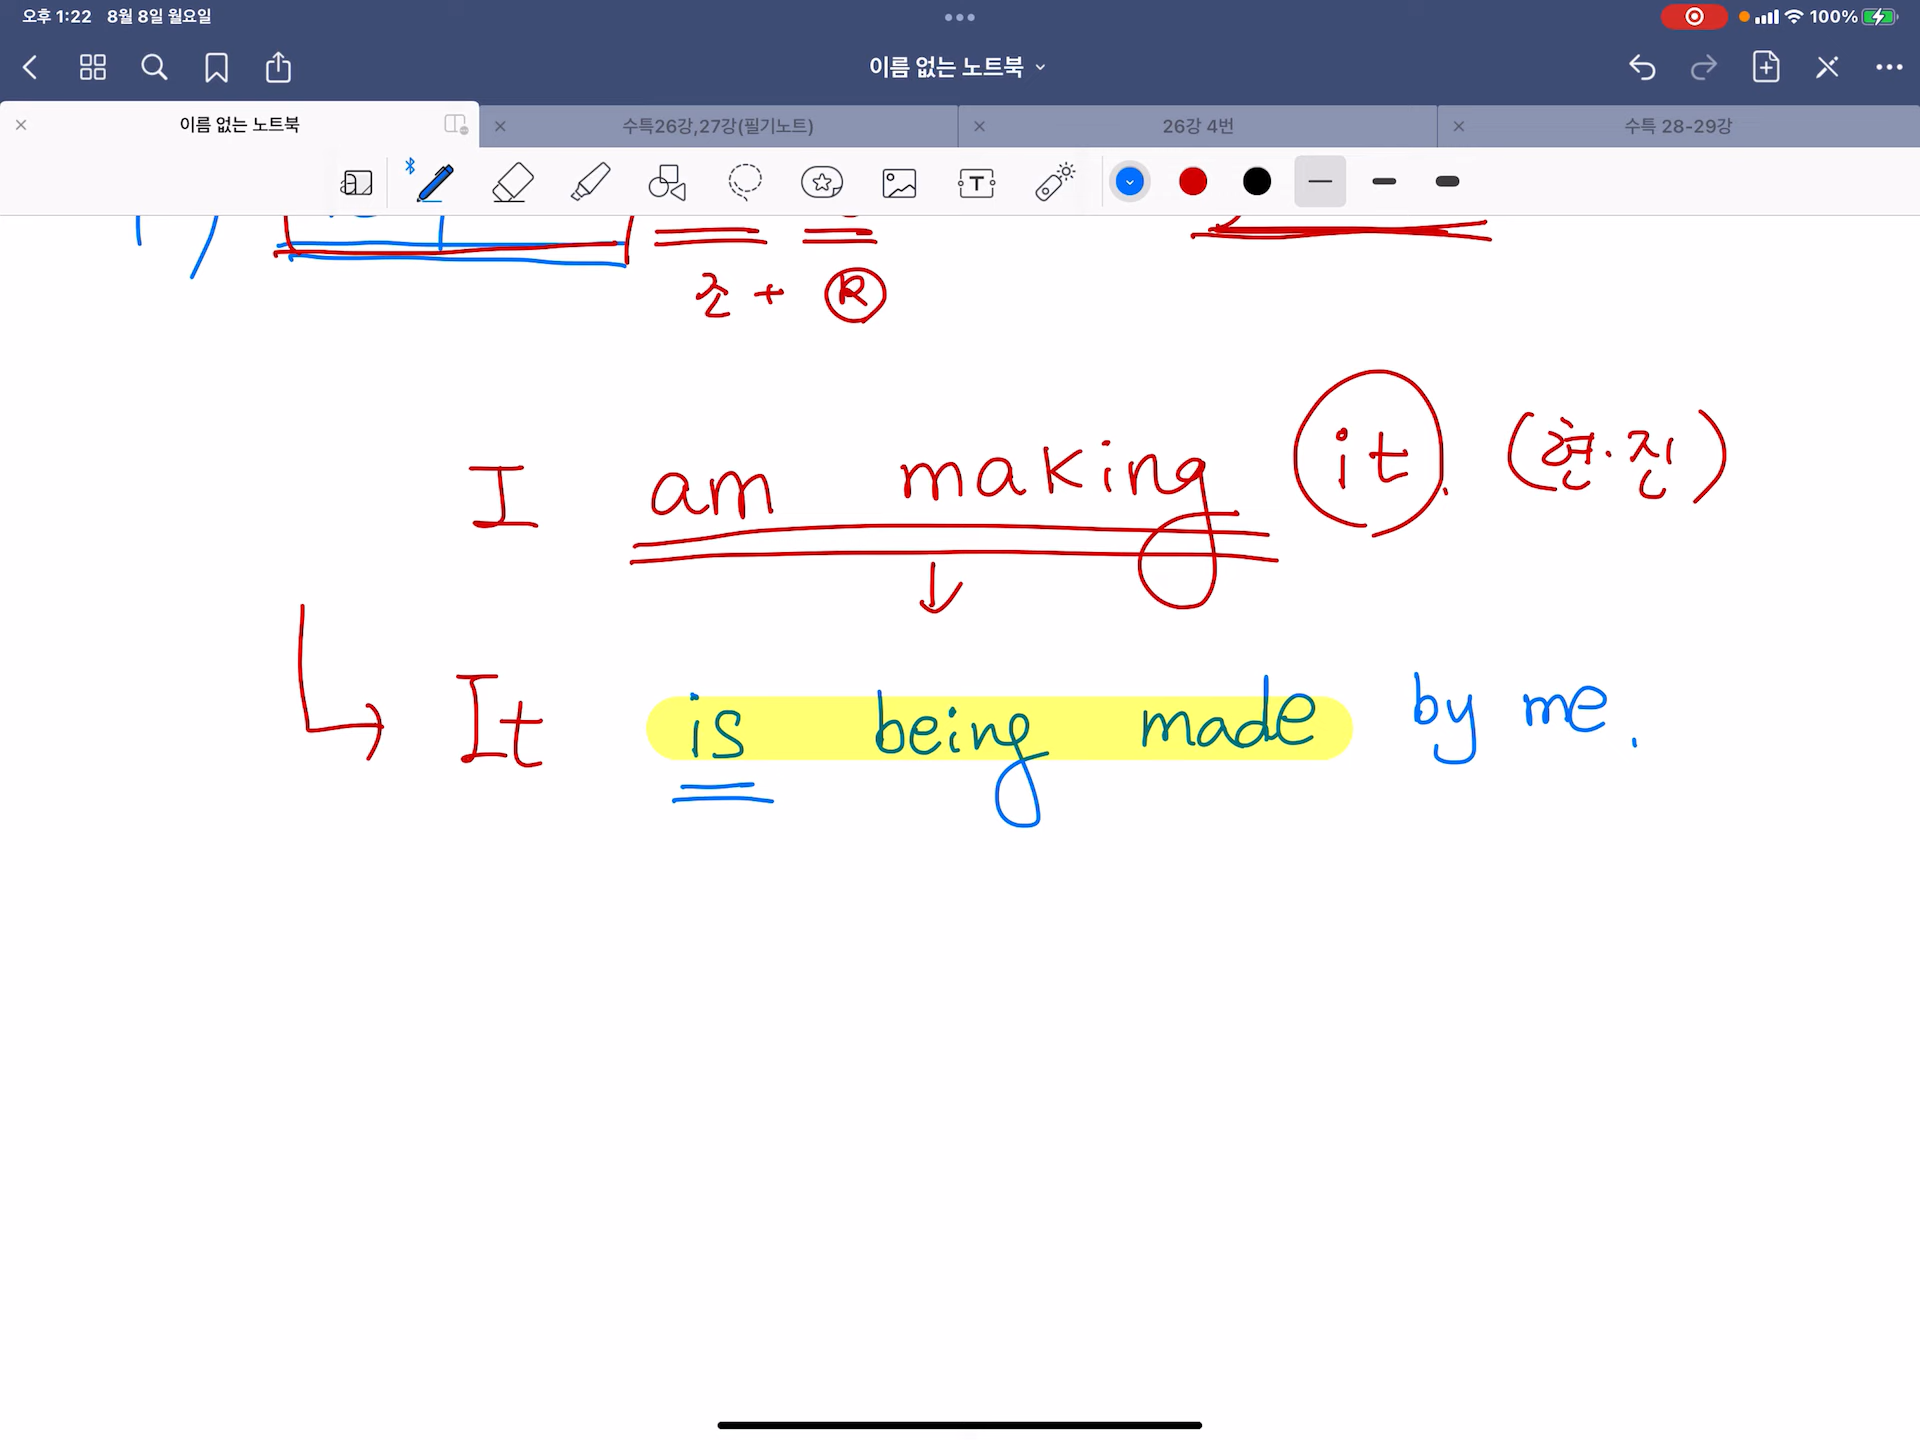 오후 1:22 8월 8일 월요일 100%
이름 없는 노트북
이름 없는 노트북 수특26강,27강(필기노트) 26강 4번 수특 28-29강
조 + R
I am making it. (현.진)
It is being made by me.